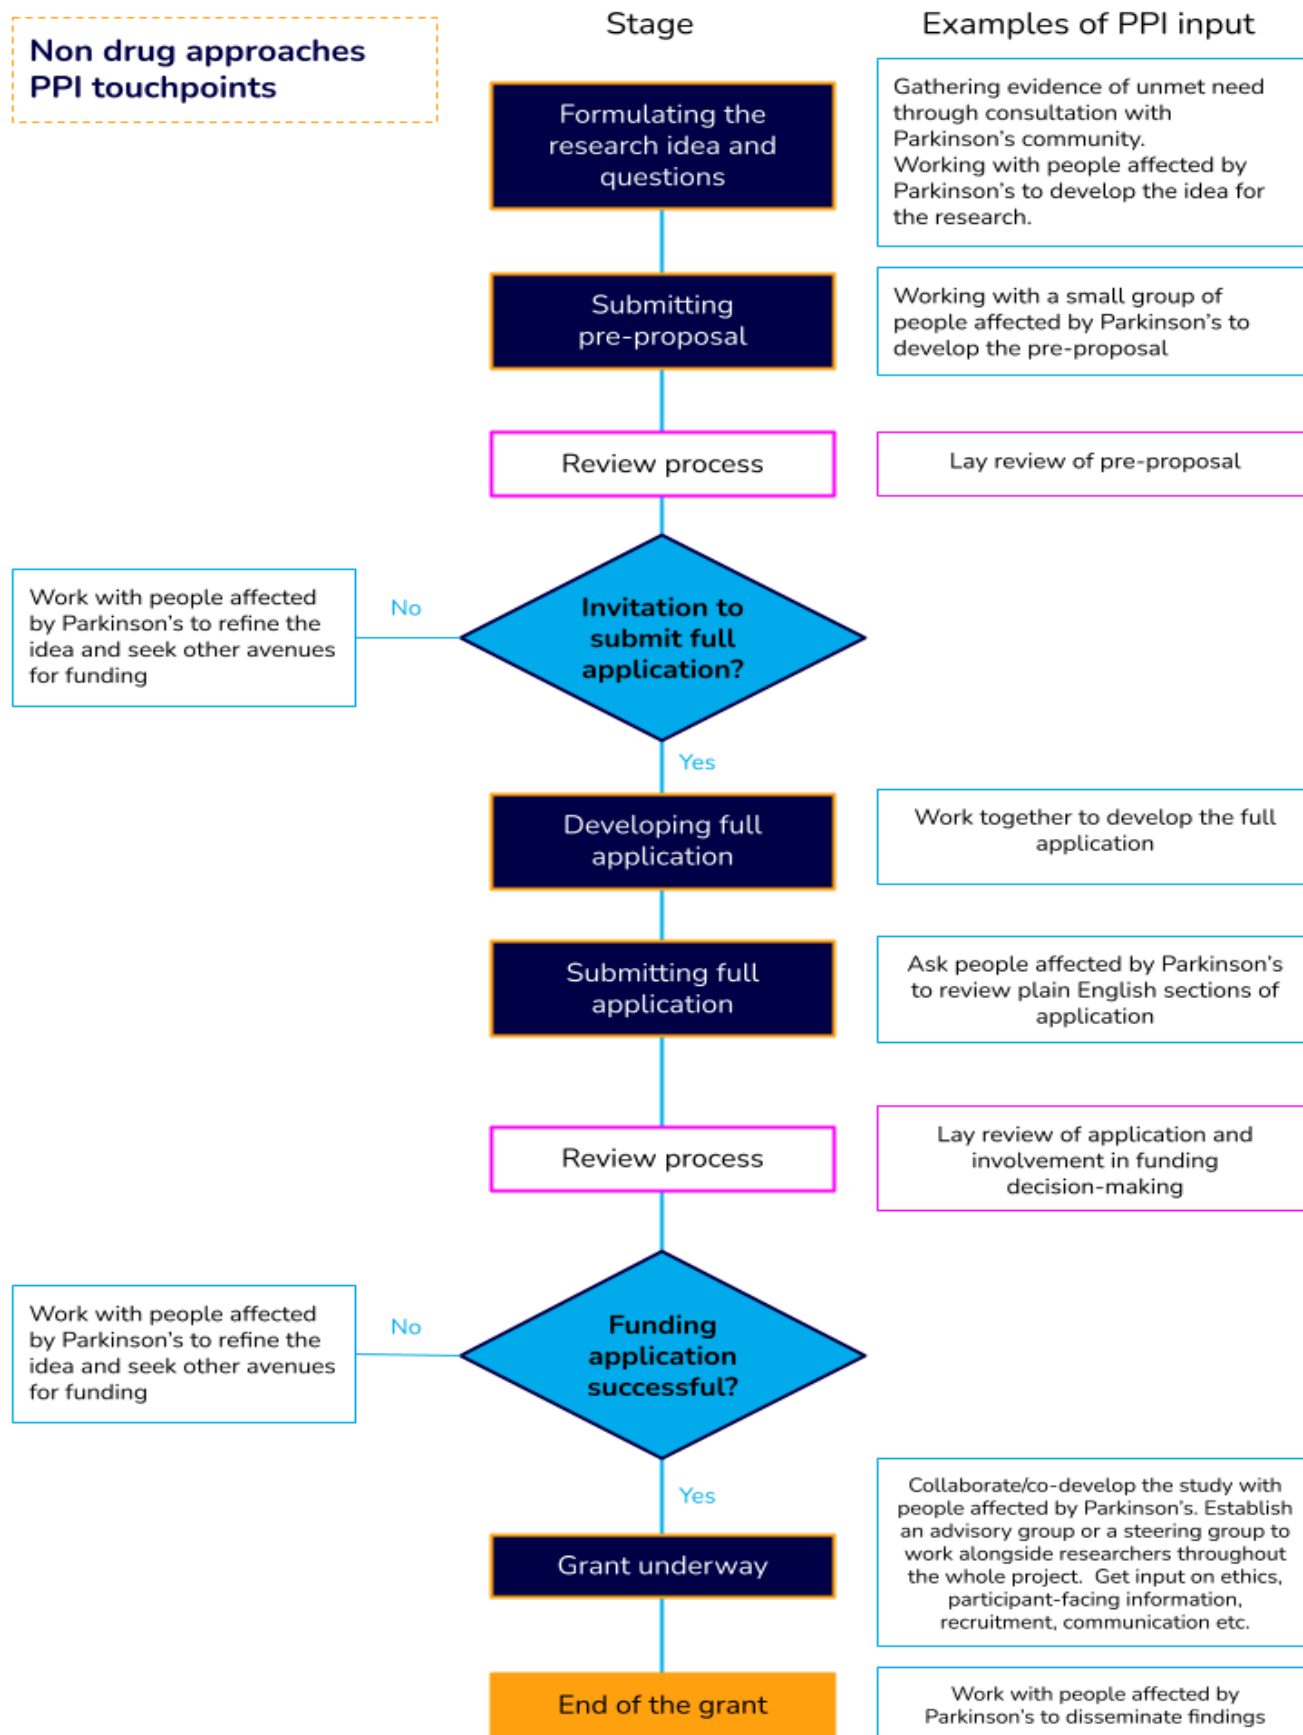 Non drug approaches
PPI touchpoints
Stage
Examples of PPI input
Formulating the
research idea and
questions
Gathering evidence of unmet need
through consultation with
Parkinson's community.
Working with people affected by
Parkinson's to develop the idea for
the research.
Submitting
pre-proposal
Working with a small group of
people affected by Parkinson's to
develop the pre-proposal
Review process
Lay review of pre-proposal
Invitation to
submit full
application?
No
Work with people affected
by Parkinson's to refine the
idea and seek other avenues
for funding
Yes
Developing full
application
Work together to develop the full
application
Submitting full
application
Ask people affected by Parkinson's
to review plain English sections of
application
Review process
Lay review of application and
involvement in funding
decision-making
Funding
application
successful?
No
Work with people affected
by Parkinson's to refine the
idea and seek other avenues
for funding
Yes
Grant underway
Collaborate/co-develop the study with
people affected by Parkinson's. Establish
an advisory group or a steering group to
work alongside researchers throughout
the whole project.  Get input on ethics,
participant-facing information,
recruitment, communication etc.
End of the grant
Work with people affected by
Parkinson's to disseminate findings